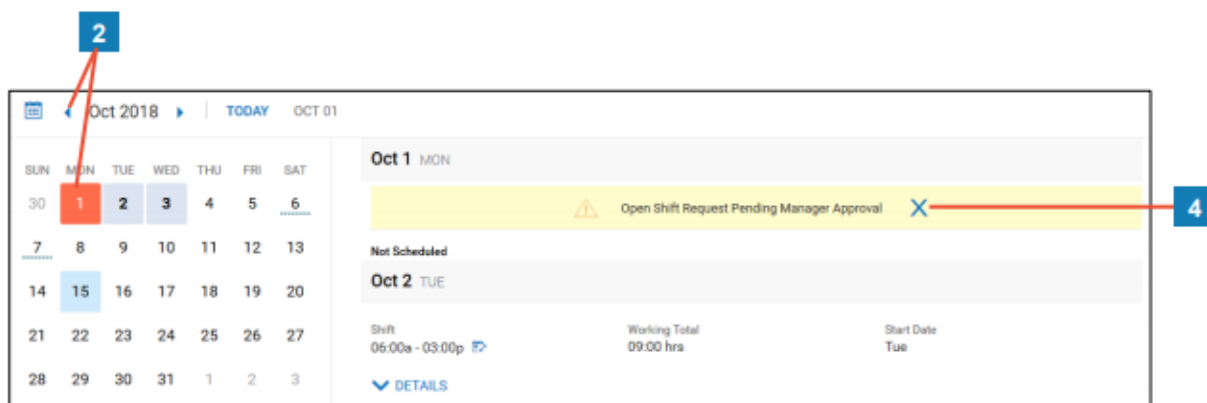 2
Oct 2018 TODAY OCT 01
SUN MON TUE WED THU FRI SAT
30 1 2 3 4 5 6
7 8 9 10 11 12 13
14 15 16 17 18 19 20
21 22 23 24 25 26 27
28 29 30 31 1 2 3
Oct 1 MON
Open Shift Request Pending Manager Approval X
4
Not Scheduled
Oct 2 TUE
Shift Working Total Start Date
06:00a - 03:00p 09:00 hrs Tue
DETAILS